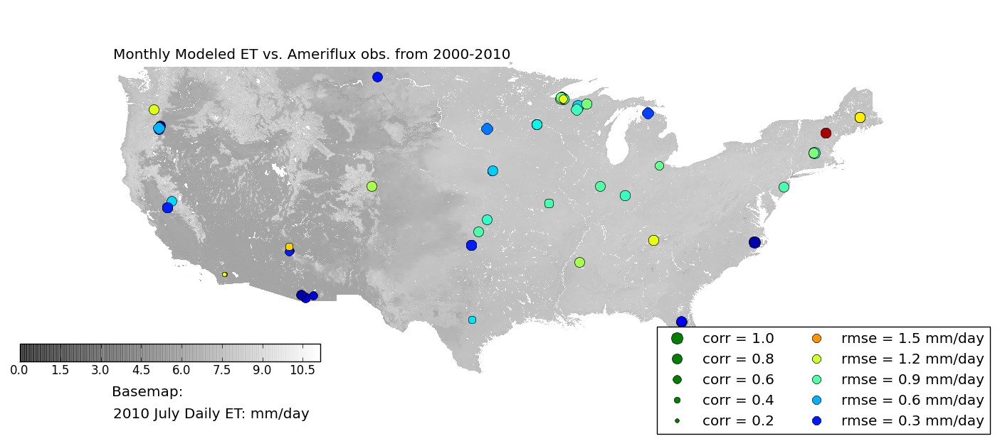 Monthly Modeled ET vs. Ameriflux obs. from 2000-2010
0.0 1.5 3.0 4.5 6.0 7.5 9.0 10.5
Basemap:
2010 July Daily ET: mm/day
corr = 1.0 rmse = 1.5 mm/day
corr = 0.8 rmse = 1.2 mm/day
corr = 0.6 rmse = 0.9 mm/day
corr = 0.4 rmse = 0.6 mm/day
corr = 0.2 rmse = 0.3 mm/day